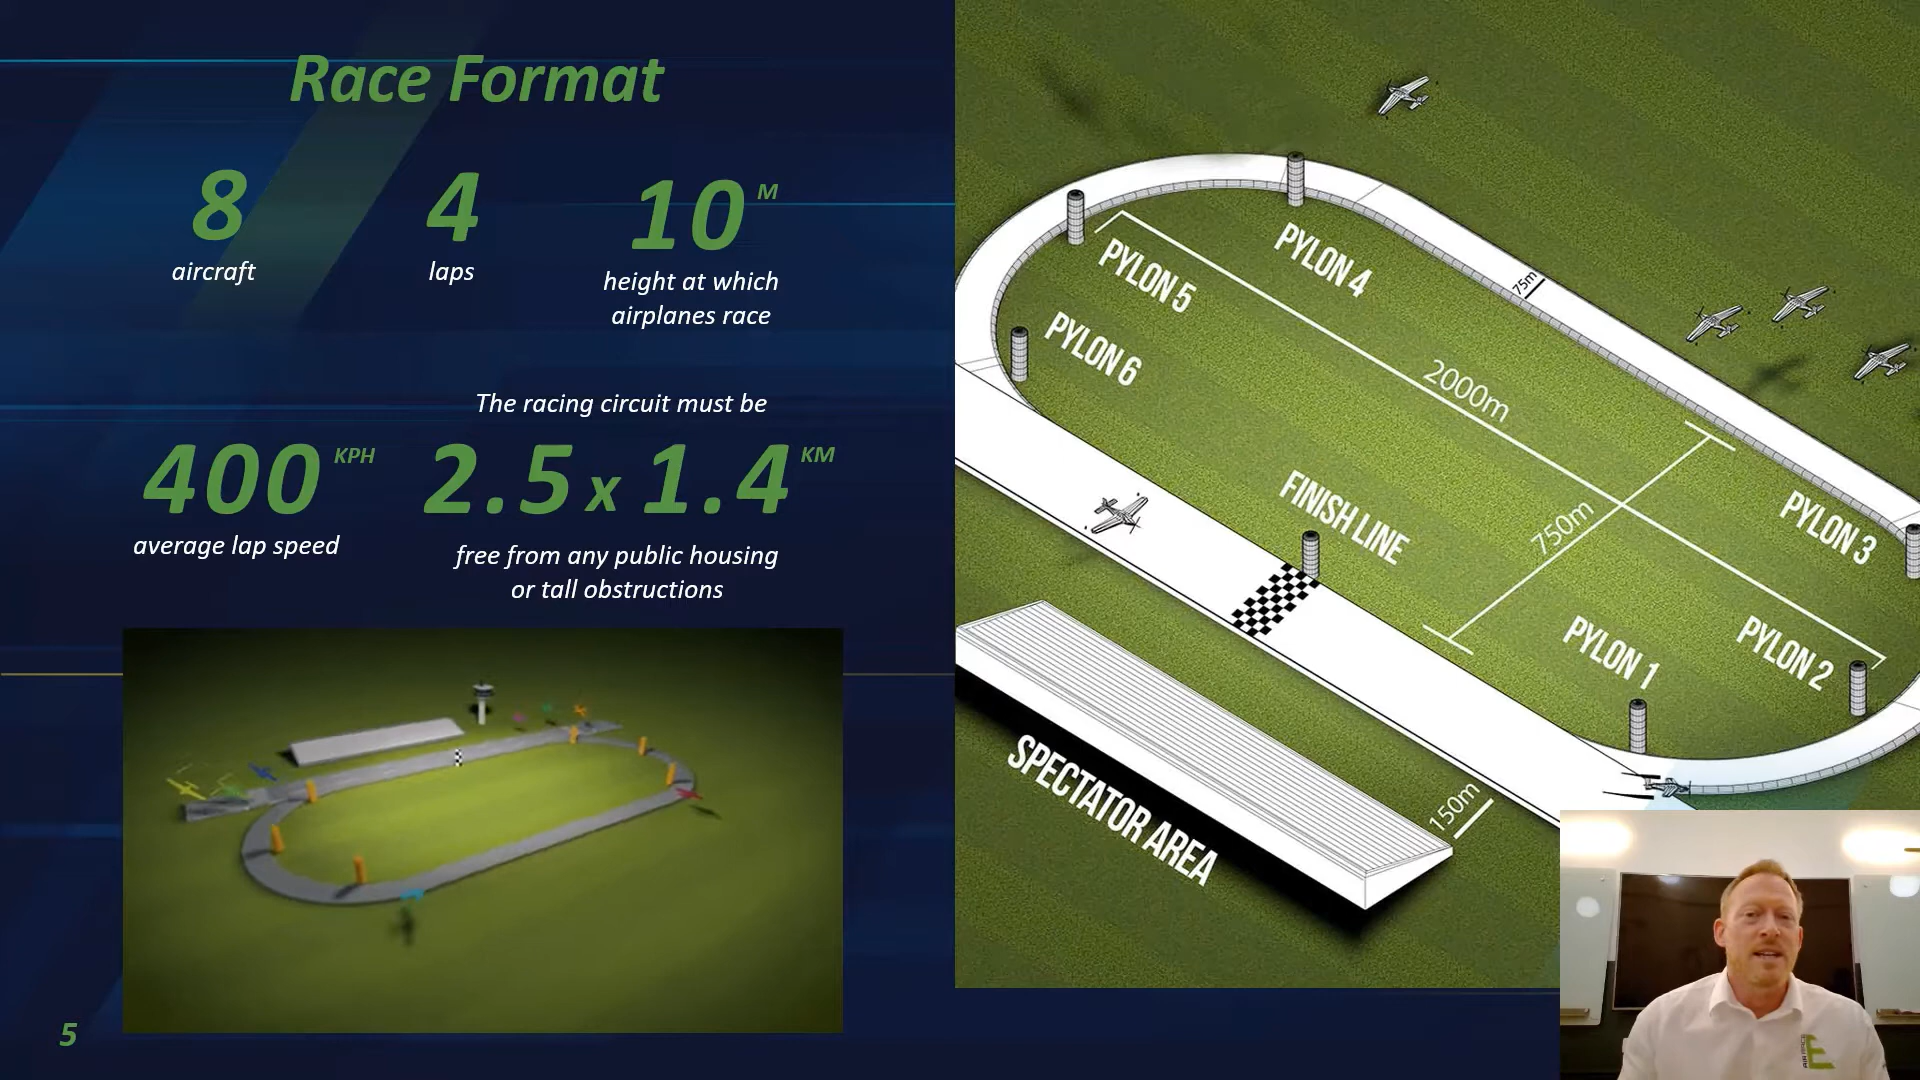 Race Format
8
aircraft
4
laps
10 M
height at which
airplanes race
400 KPH
average lap speed
The racing circuit must be
2.5 x 1.4 KM
free from any public housing
or tall obstructions
5
PYLON 4
PYLON 5
PYLON 6
75m
2000m
750m
FINISH LINE
PYLON 3
PYLON 2
PYLON 1
SPECTATOR AREA
150m